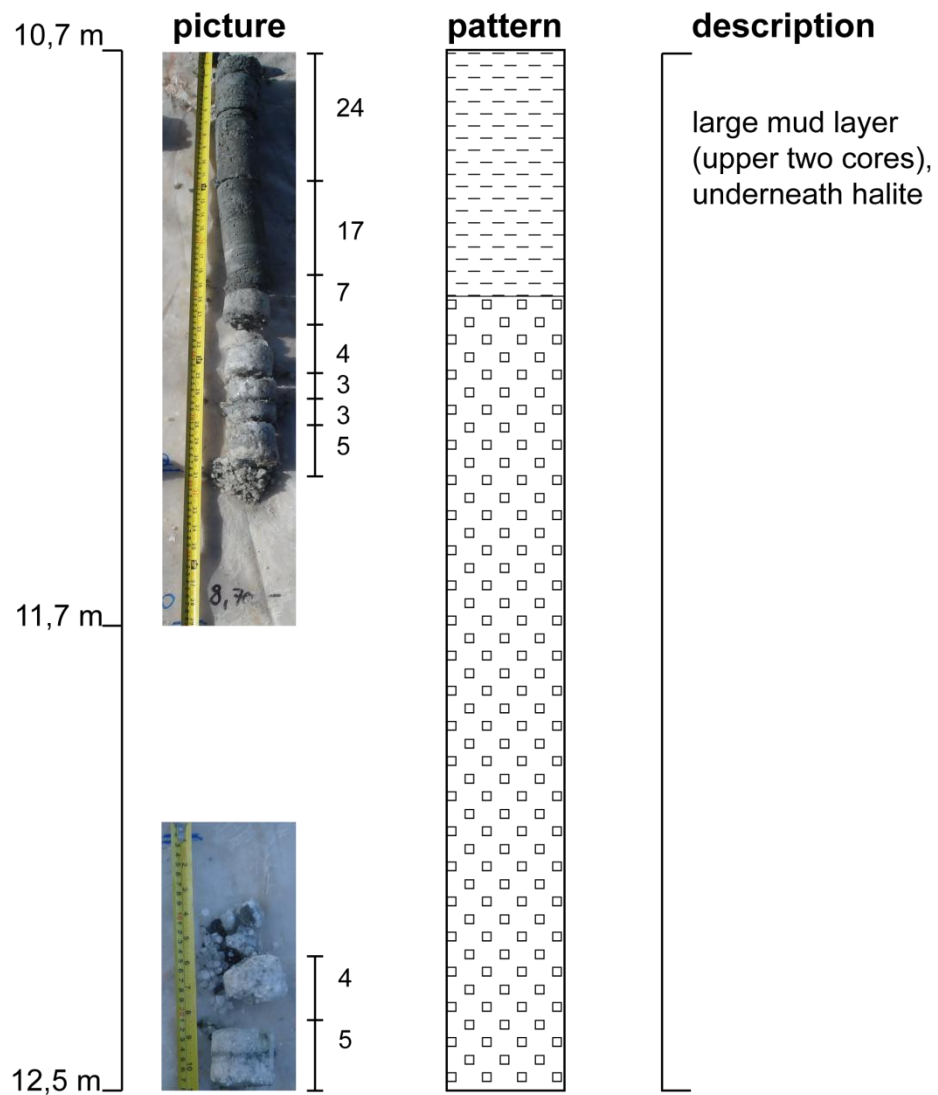 picture
pattern
description
10,7 m
24
17
7
4
3
3
5
large mud layer
(upper two cores),
underneath halite
8,70 –
11,7 m
4
5
12,5 m